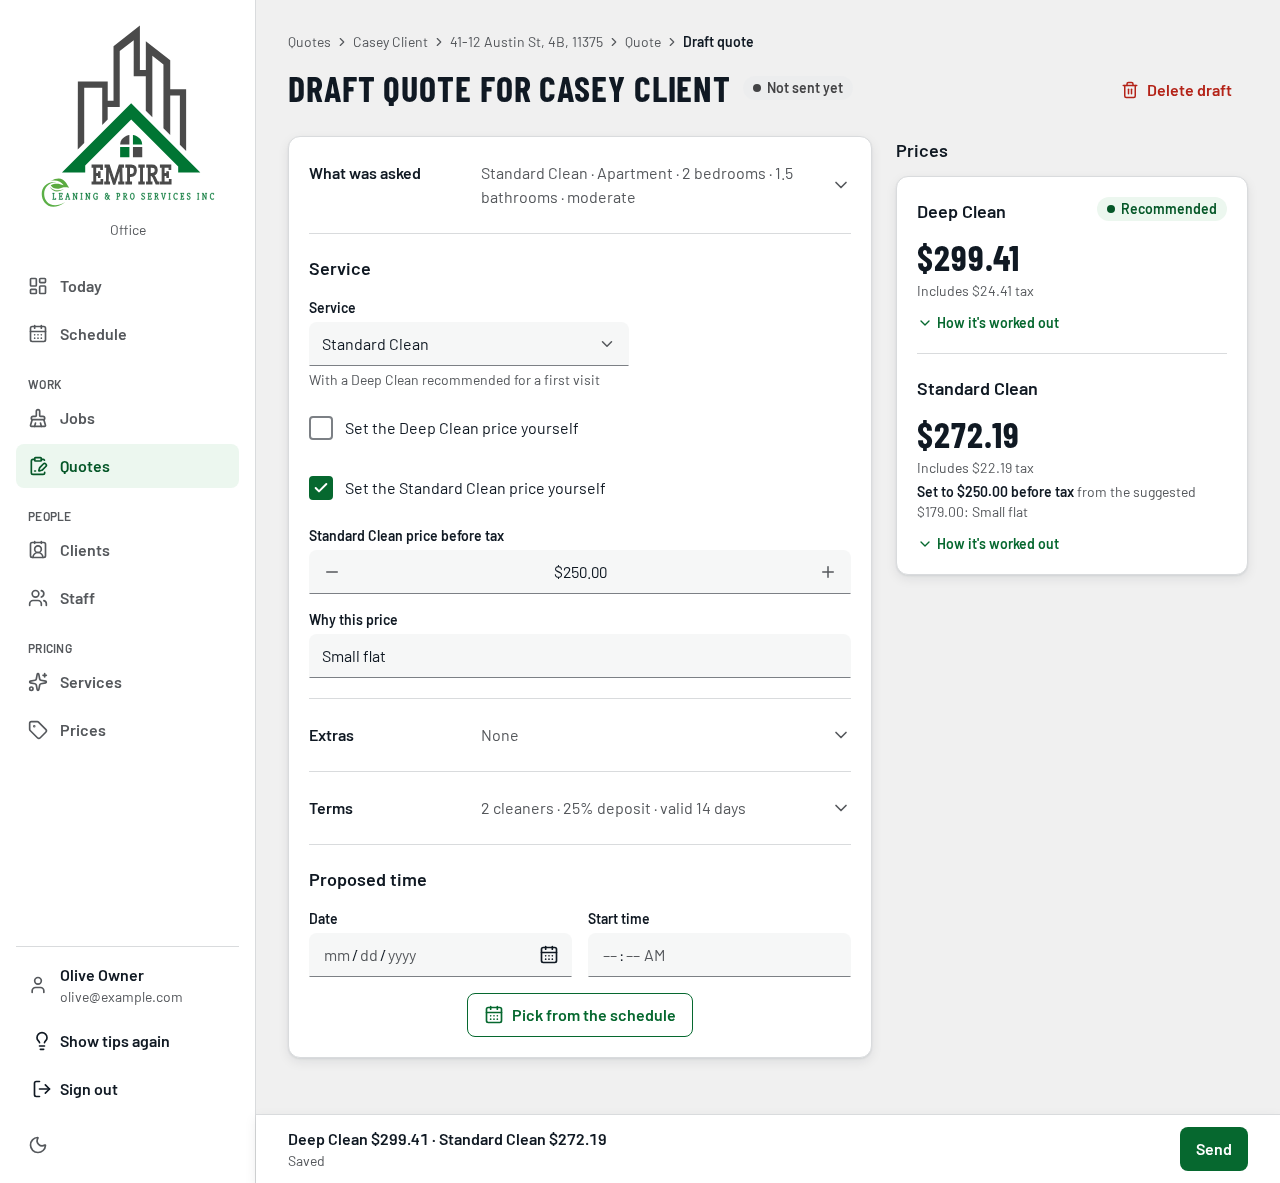 EMPIRE
LEANING & PRO SERVICES INC
Office
Today
Schedule
WORK
Jobs
Quotes
PEOPLE
Clients
Staff
PRICING
Services
Prices
Olive Owner
olive@example.com
Show tips again
Sign out
Quotes > Casey Client > 41-12 Austin St, 4B, 11375 > Quote > Draft quote
DRAFT QUOTE FOR CASEY CLIENT
Not sent yet
Delete draft
What was asked
Standard Clean · Apartment · 2 bedrooms · 1.5
bathrooms · moderate
Service
Service
Standard Clean
With a Deep Clean recommended for a first visit
Set the Deep Clean price yourself
Set the Standard Clean price yourself
Standard Clean price before tax
$250.00
Why this price
Small flat
Extras
None
Terms
2 cleaners · 25% deposit · valid 14 days
Proposed time
Date
Start time
mm/dd/yyyy
--:-- AM
Pick from the schedule
Prices
Deep Clean
Recommended
$299.41
Includes $24.41 tax
How it's worked out
Standard Clean
$272.19
Includes $22.19 tax
Set to $250.00 before tax from the suggested
$179.00: Small flat
How it's worked out
Deep Clean $299.41 · Standard Clean $272.19
Saved
Send